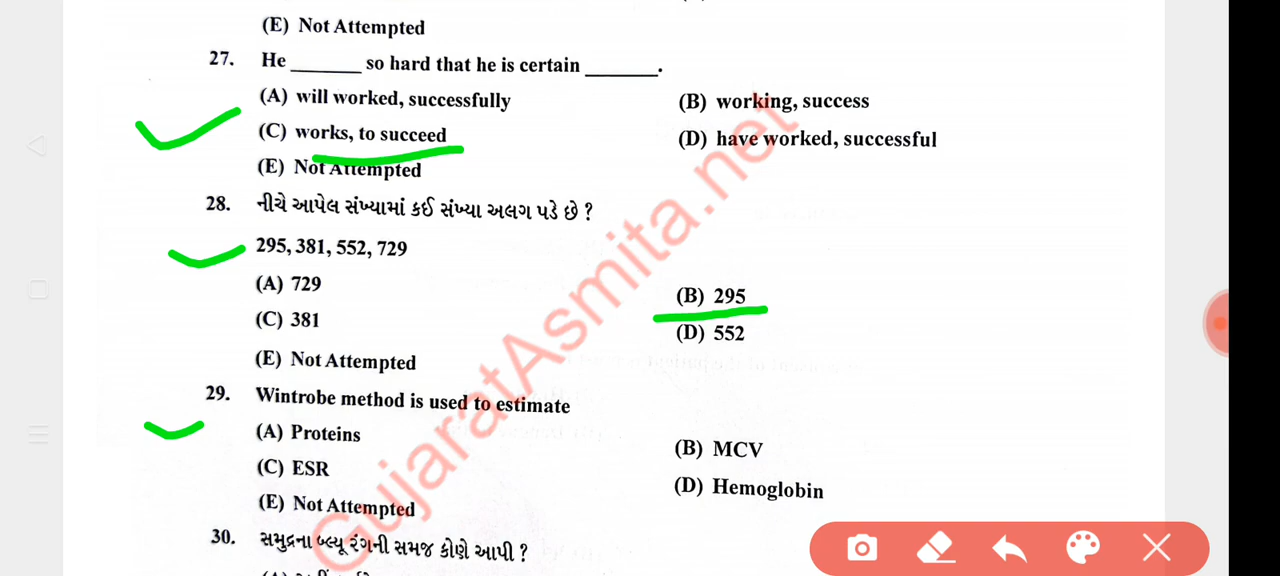 (E) Not Attempted
27. He ______ so hard that he is certain ______.
(A) will worked, successfully (B) working, success
(C) works, to succeed (D) have worked, successful
(E) Not Attempted
28. નીચે આપેલ સંખ્યામાં કઈ સંખ્યા અલગ પડે છે ?
295, 381, 552, 729
(A) 729 (B) 295
(C) 381 (D) 552
(E) Not Attempted
29. Wintrobe method is used to estimate
(A) Proteins (B) MCV
(C) ESR (D) Hemoglobin
(E) Not Attempted
30. સમુદ્રના બ્લ્યૂ રંગની સમજ કોણે આપી ?
GujaratAsmita.net